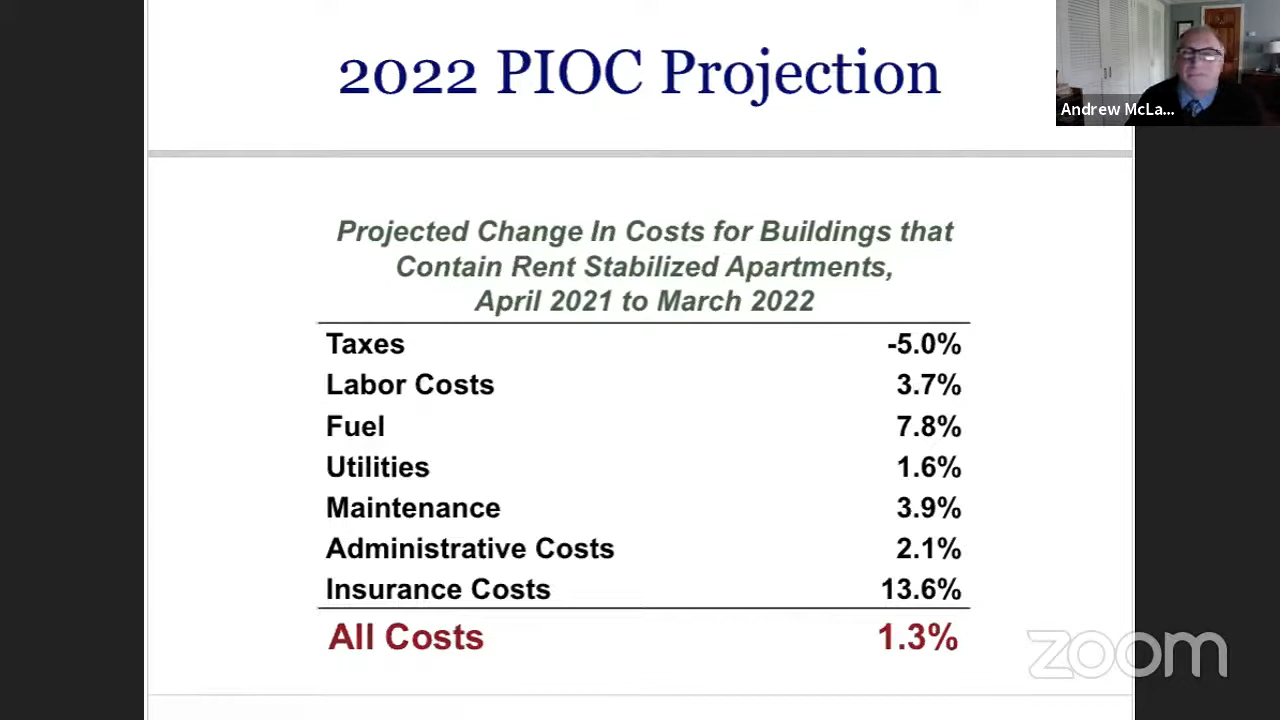 2022 PIOC Projection
Andrew McLa...
Projected Change In Costs for Buildings that
Contain Rent Stabilized Apartments,
April 2021 to March 2022
Taxes -5.0%
Labor Costs 3.7%
Fuel 7.8%
Utilities 1.6%
Maintenance 3.9%
Administrative Costs 2.1%
Insurance Costs 13.6%
All Costs 1.3%
zoom